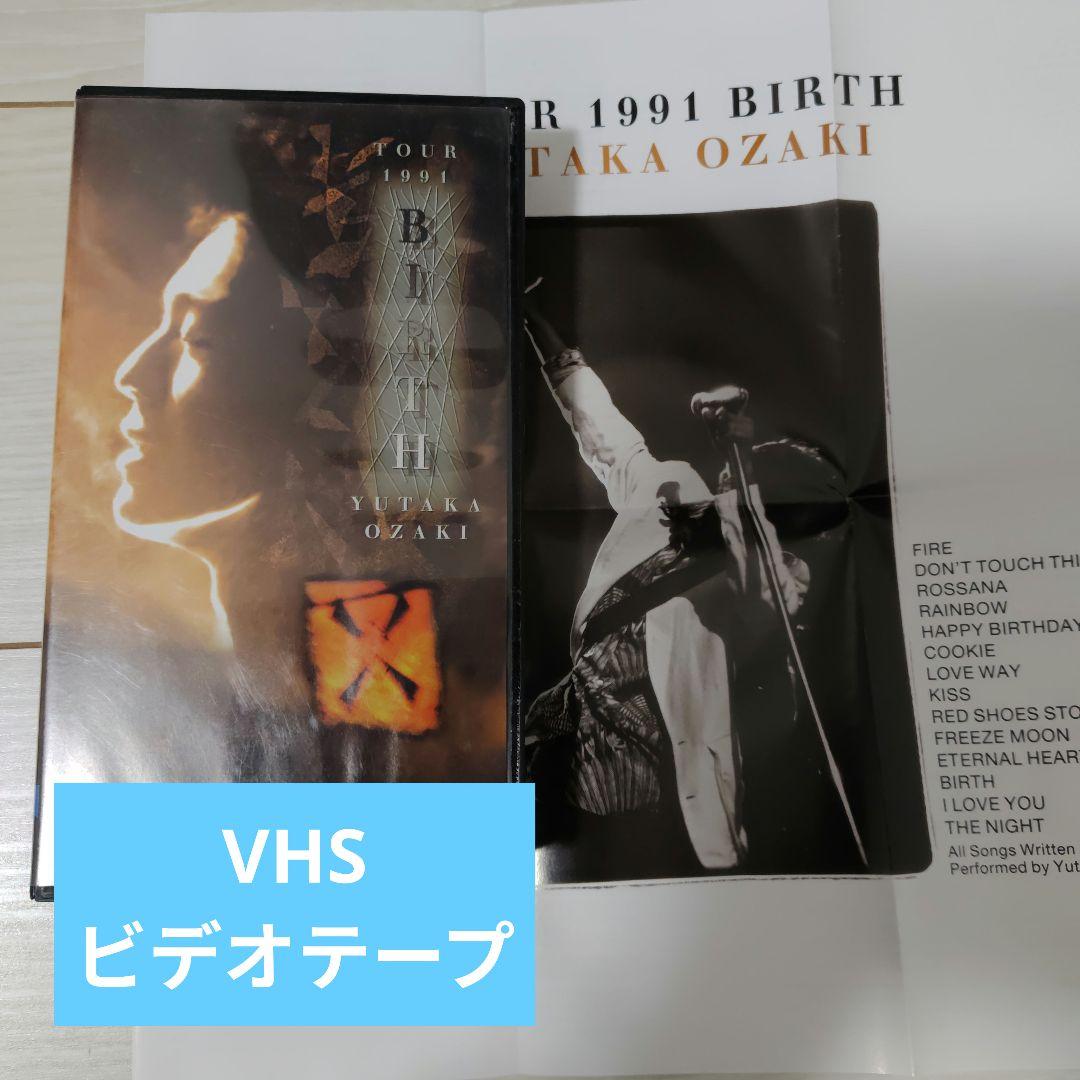 TOUR
1991
BIRTH
YUTAKA
OZAKI
R 1991 BIRTH
TAKA OZAKI
FIRE
DON'T TOUCH THI
ROSSANA
RAINBOW
HAPPY BIRTHDAY
COOKIE
LOVE WAY
KISS
RED SHOES STO
FREEZE MOON
ETERNAL HEAR
BIRTH
I LOVE YOU
THE NIGHT
All Songs Written
Performed by Yut
VHS
ビデオテープ